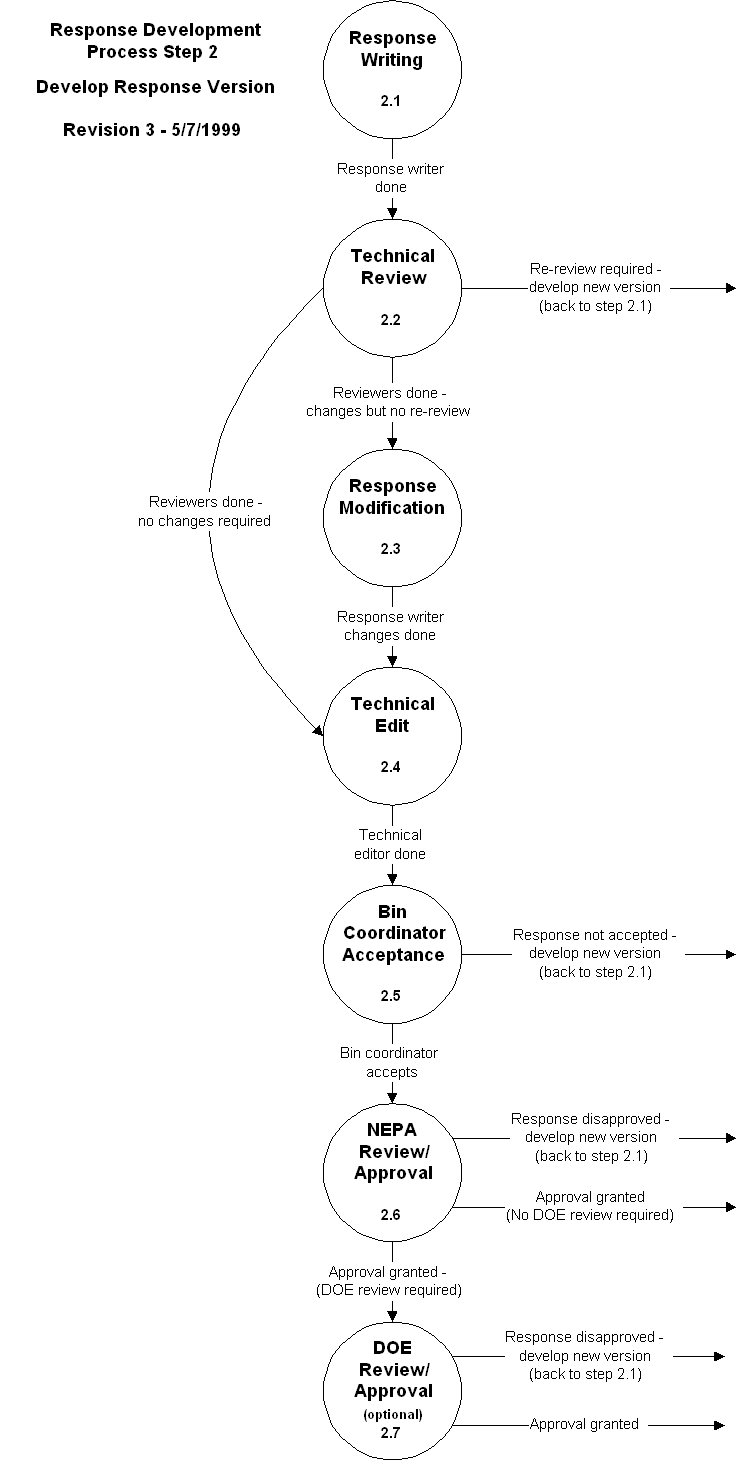 Response Development
Process Step 2
Develop Response Version
Revision 3 - 5/7/1999
Response
Writing
2.1
Response writer
done
Technical
Review
2.2
Re-review required -
develop new version
(back to step 2.1)
Reviewers done -
changes but no re-review
Response
Modification
2.3
Reviewers done -
no changes required
Response writer
changes done
Technical
Edit
2.4
Technical
editor done
Bin
Coordinator
Acceptance
2.5
Response not accepted -
develop new version
(back to step 2.1)
Bin coordinator
accepts
NEPA
Review/
Approval
2.6
Response disapproved -
develop new version
(back to step 2.1)
Approval granted
(No DOE review required)
Approval granted -
(DOE review required)
DOE
Review/
Approval
(optional)
2.7
Response disapproved -
develop new version
(back to step 2.1)
Approval granted